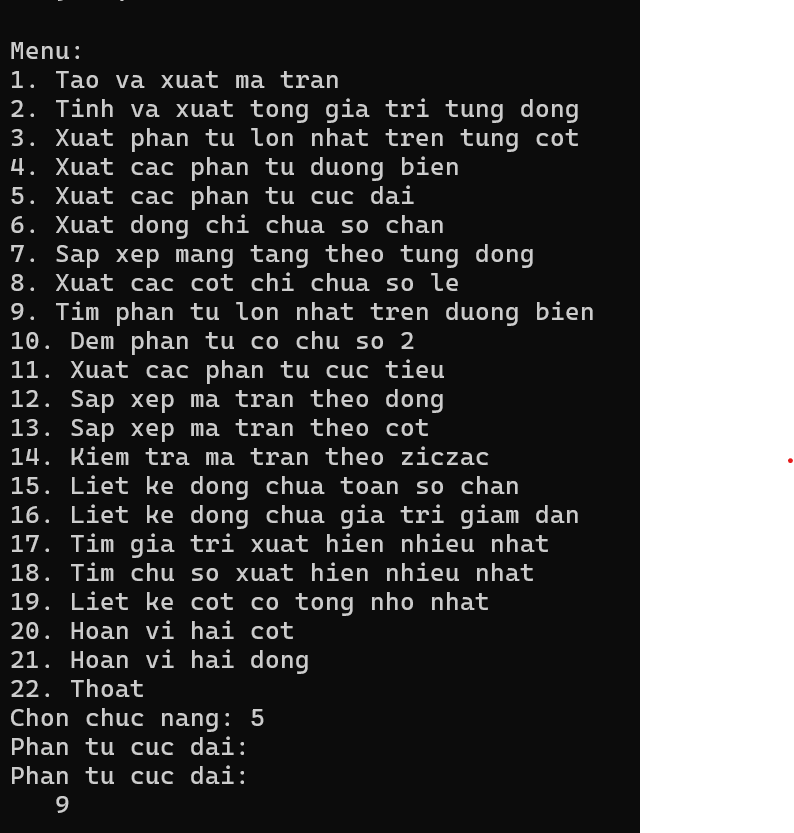 Menu:
1. Tao va xuat ma tran
2. Tinh va xuat tong gia tri tung dong
3. Xuat phan tu lon nhat tren tung cot
4. Xuat cac phan tu duong bien
5. Xuat cac phan tu cuc dai
6. Xuat dong chi chua so chan
7. Sap xep mang tang theo tung dong
8. Xuat cac cot chi chua so le
9. Tim phan tu lon nhat tren duong bien
10. Dem phan tu co chu so 2
11. Xuat cac phan tu cuc tieu
12. Sap xep ma tran theo dong
13. Sap xep ma tran theo cot
14. Kiem tra ma tran theo ziczac
15. Liet ke dong chua toan so chan
16. Liet ke dong chua gia tri giam dan
17. Tim gia tri xuat hien nhieu nhat
18. Tim chu so xuat hien nhieu nhat
19. Liet ke cot co tong nho nhat
20. Hoan vi hai cot
21. Hoan vi hai dong
22. Thoat
Chon chuc nang: 5
Phan tu cuc dai:
Phan tu cuc dai:
9